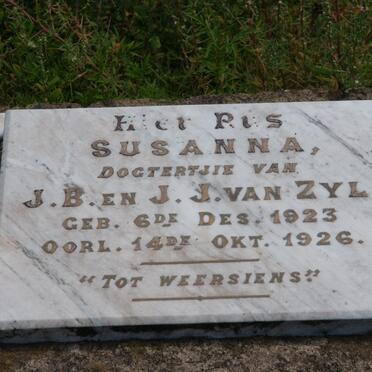 Hier Rus
SUSANNA,
DOGTERTJIE VAN
J. B. EN J. J. VAN ZYL
GEB. 6DE DES. 1923
OORL. 14DE OKT. 1926.
"TOT WEERSIENS."